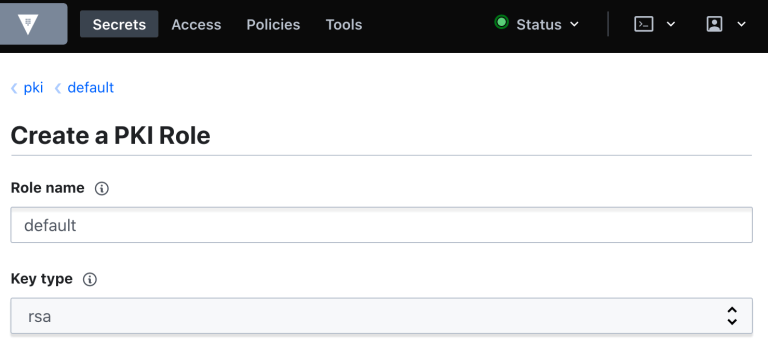 Secrets Access Policies Tools Status
pki default
Create a PKI Role
Role name
default
Key type
rsa